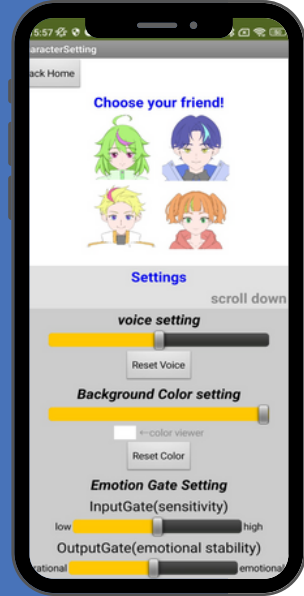 5:57
aracterSetting
ack Home
Choose your friend!
Settings
scroll down
voice setting
Reset Voice
Background Color setting
←color viewer
Reset Color
Emotion Gate Setting
InputGate(sensitivity)
low high
OutputGate(emotional stability)
ational emotional